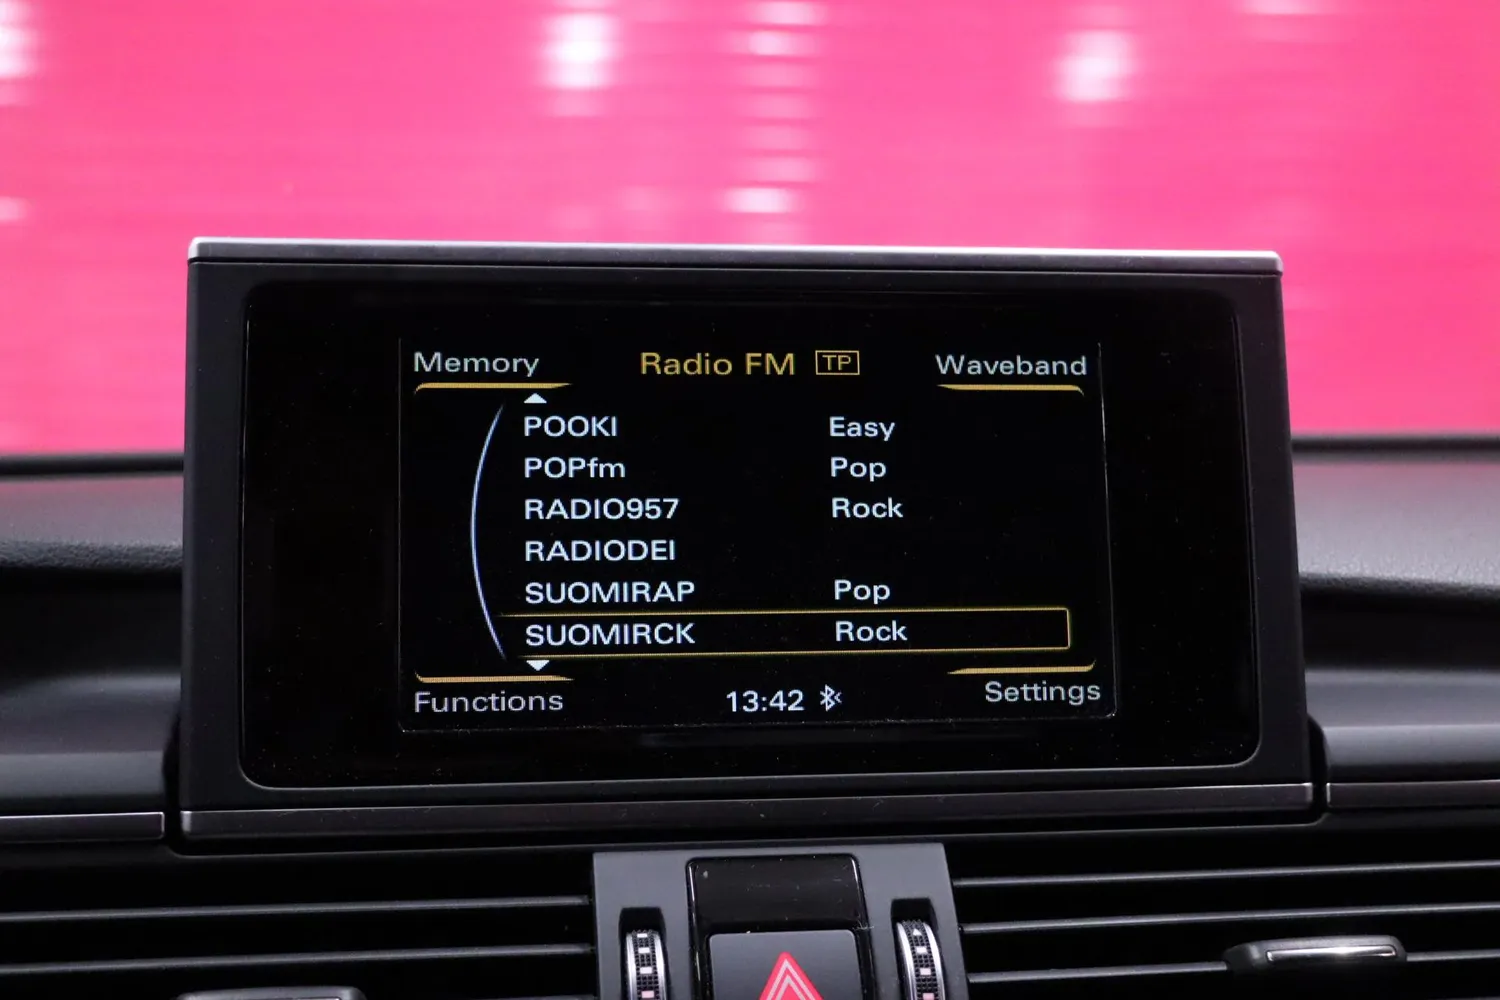 Memory Radio FM TP Waveband
POOKI Easy
POPfm Pop
RADIO957 Rock
RADIODEI
SUOMIRAP Pop
SUOMIRCK Rock
Functions 13:42 Settings